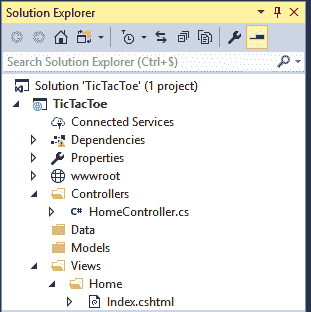 Solution Explorer
Search Solution Explorer (Ctrl+$)
Solution 'TicTacToe' (1 project)
TicTacToe
Connected Services
Dependencies
Properties
wwwroot
Controllers
C# HomeController.cs
Data
Models
Views
Home
Index.cshtml